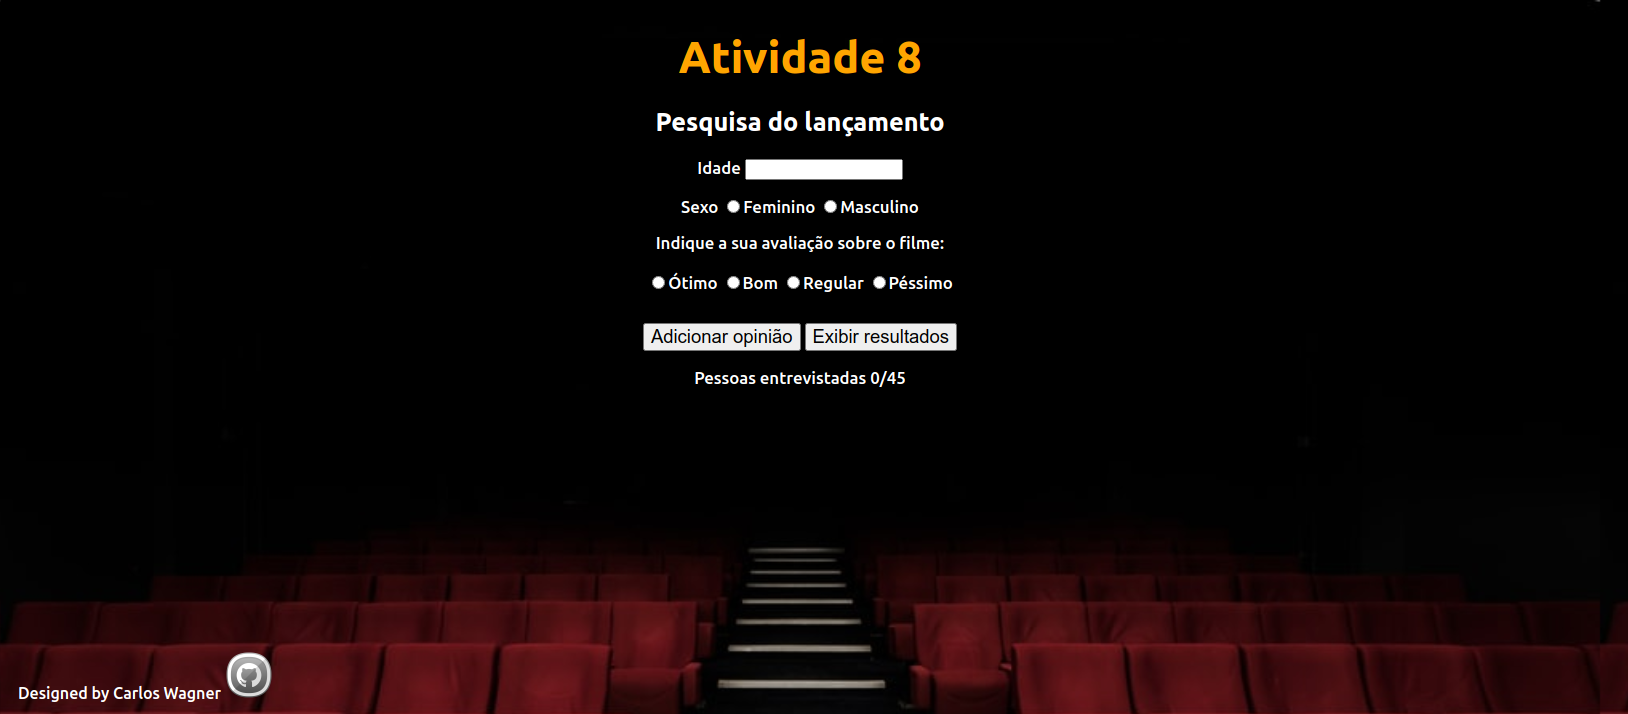 Atividade 8
Pesquisa do lançamento
Idade
Sexo Feminino Masculino
Indique a sua avaliação sobre o filme:
Ótimo Bom Regular Péssimo
Adicionar opinião Exibir resultados
Pessoas entrevistadas 0/45
Designed by Carlos Wagner